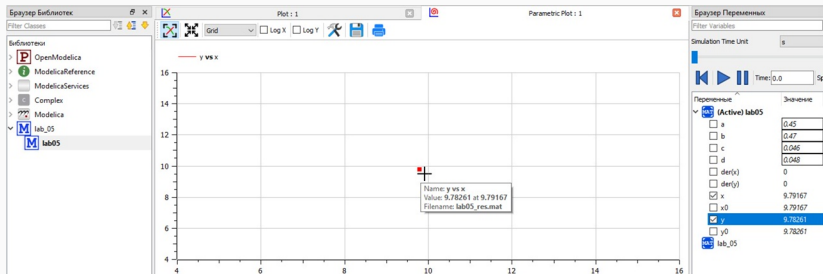 Браузер Библиотек
Filter Classes
Библиотеки
P OpenModelica
i ModelicaReference
ModelicaServices
C Complex
Modelica
M lab_05
M lab05
Plot : 1
Parametric Plot : 1
Grid
Log X
Log Y
y vs x
16
14
12
10
8
6
4
4
6
8
10
12
14
16
Name: y vs x
Value: 9.78261 at 9.79167
Filename: lab05_res.mat
Браузер Переменных
Filter Variables
Simulation Time Unit
s
Time: 0.0
Sp
Переменные Значение
MAT (Active) lab05
a 0.45
b 0.47
c 0.046
d 0.048
der(x) 0
der(y) 0
x 9.79167
x0 9.79167
y 9.78261
y0 9.78261
MAT lab_05